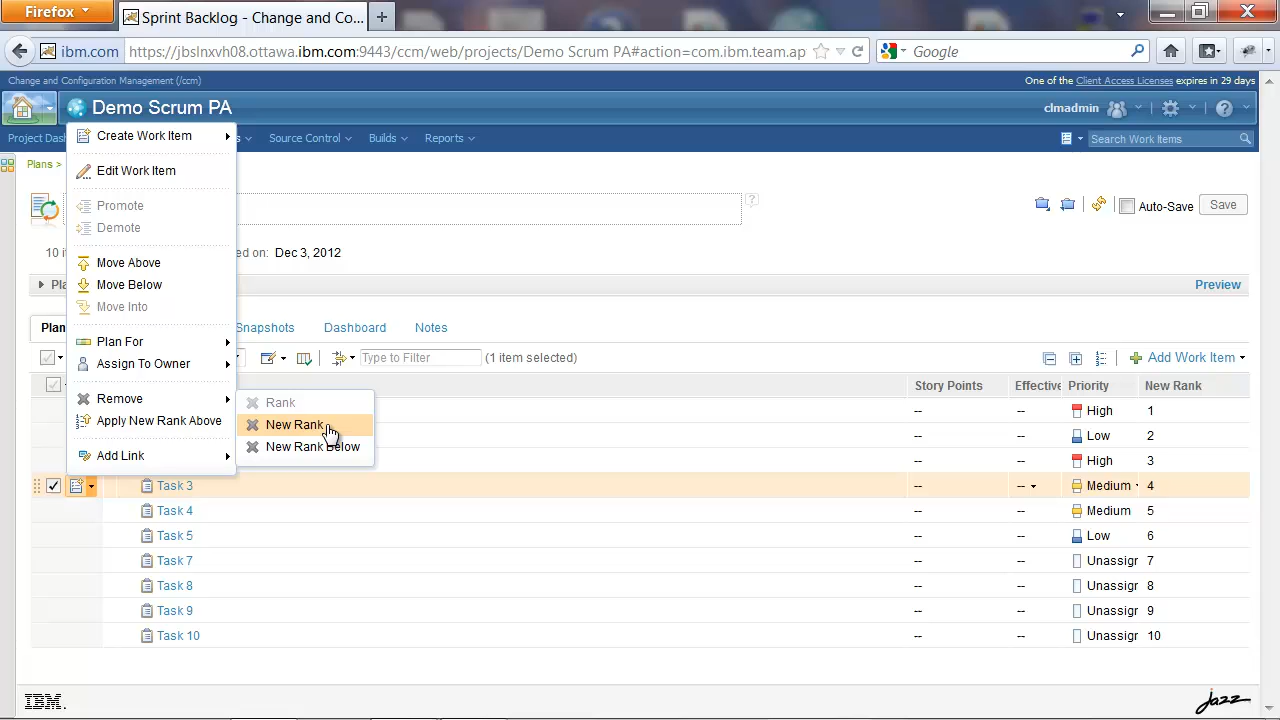 Firefox
Sprint Backlog - Change and Co...
ibm.com https://jbslnxvh08.ottawa.ibm.com:9443/ccm/web/projects/Demo Scrum PA#action=com.ibm.team.ap
Google
Change and Configuration Management (/ccm)
One of the Client Access Licenses expires in 29 days
Demo Scrum PA
clmadmin
Project Dash
Source Control
Builds
Reports
Search Work Items
Plans >
Create Work Item
Edit Work Item
Promote
Demote
Move Above
Move Below
Move Into
Plan For
Assign To Owner
Remove
Apply New Rank Above
Add Link
Rank
New Rank
New Rank Below
Auto-Save
Save
Dec 3, 2012
Preview
Snapshots
Dashboard
Notes
Type to Filter
(1 item selected)
Add Work Item
Story Points Effective Priority New Rank
-- -- High 1
-- -- Low 2
-- -- High 3
Task 3 -- -- Medium 4
Task 4 -- -- Medium 5
Task 5 -- -- Low 6
Task 7 -- -- Unassigr 7
Task 8 -- -- Unassigr 8
Task 9 -- -- Unassigr 9
Task 10 -- -- Unassigr 10
IBM.
jazz